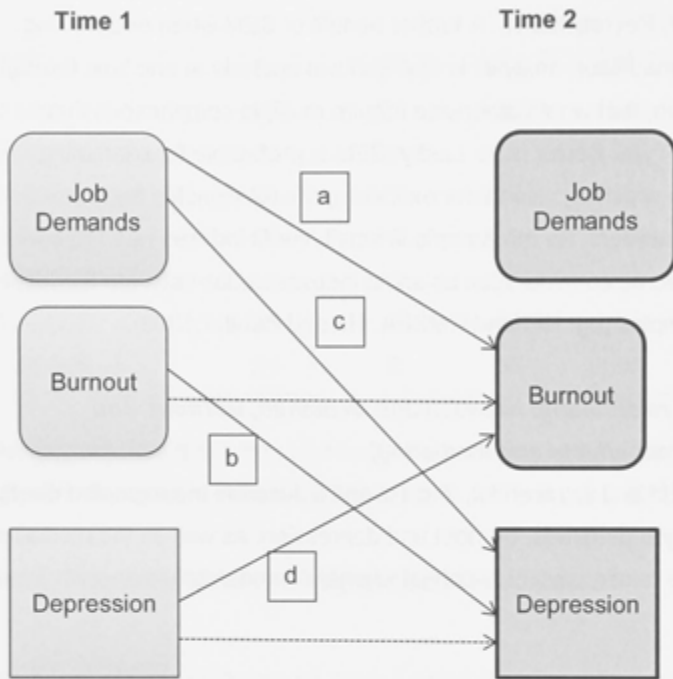 Time 1
Time 2
Job
Demands
a
Job
Demands
c
Burnout
Burnout
b
Depression
d
Depression